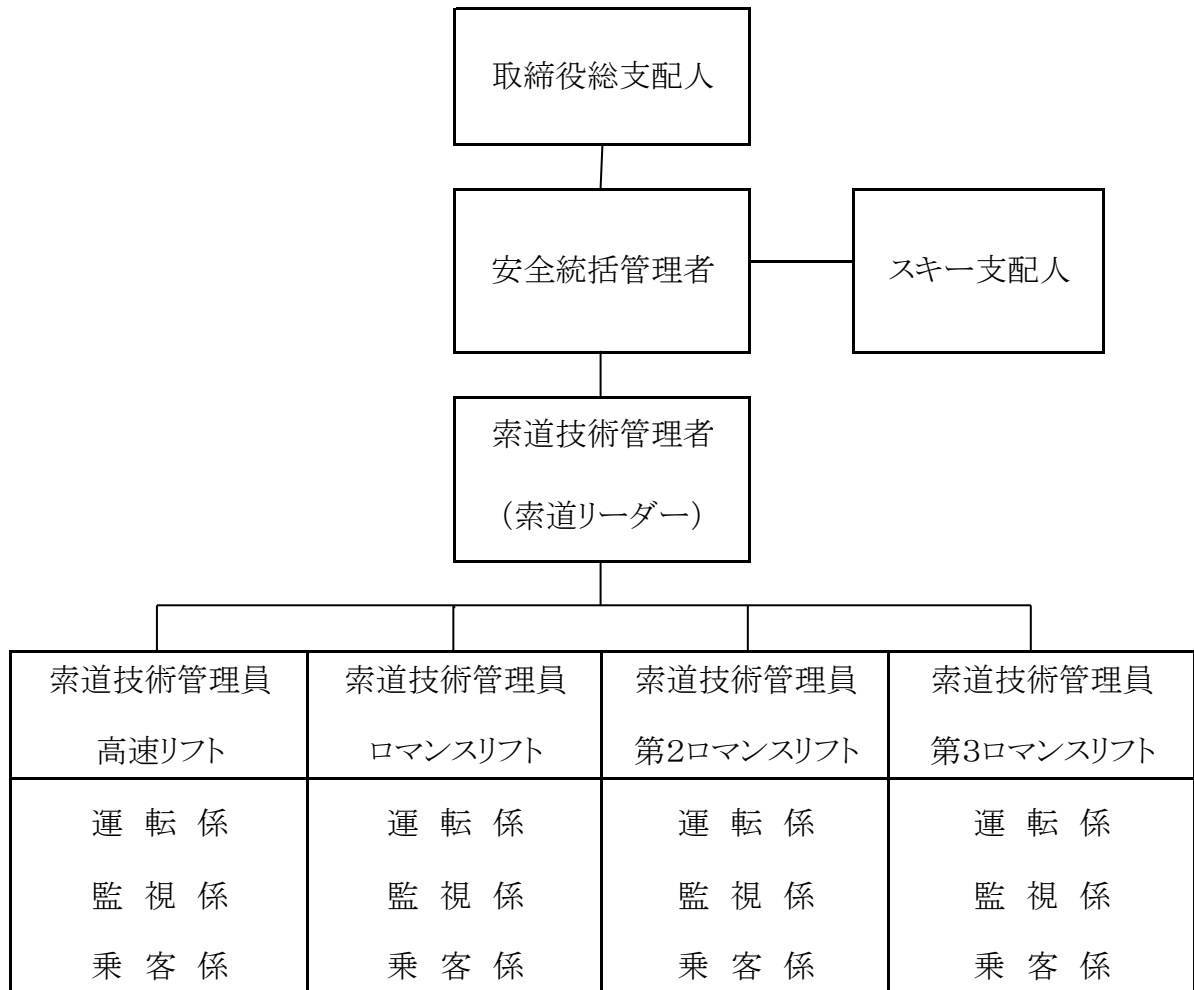 取締役総支配人
安全統括管理者
スキー支配人
索道技術管理者
(索道リーダー)
索道技術管理員 索道技術管理員 索道技術管理員 索道技術管理員
高速リフト ロマンスリフト 第2ロマンスリフト 第3ロマンスリフト
運 転 係 運 転 係 運 転 係 運 転 係
監 視 係 監 視 係 監 視 係 監 視 係
乗 客 係 乗 客 係 乗 客 係 乗 客 係